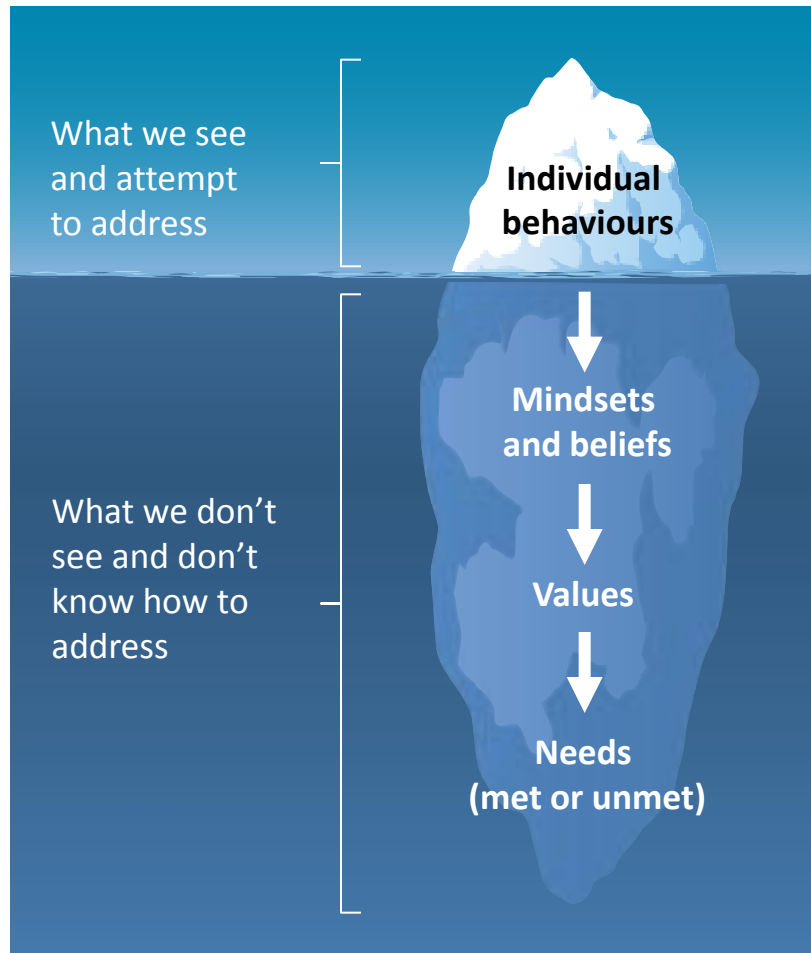 What we see
and attempt
to address
Individual
behaviours
Mindsets
and beliefs
What we don’t
see and don’t
know how to
address
Values
Needs
(met or unmet)